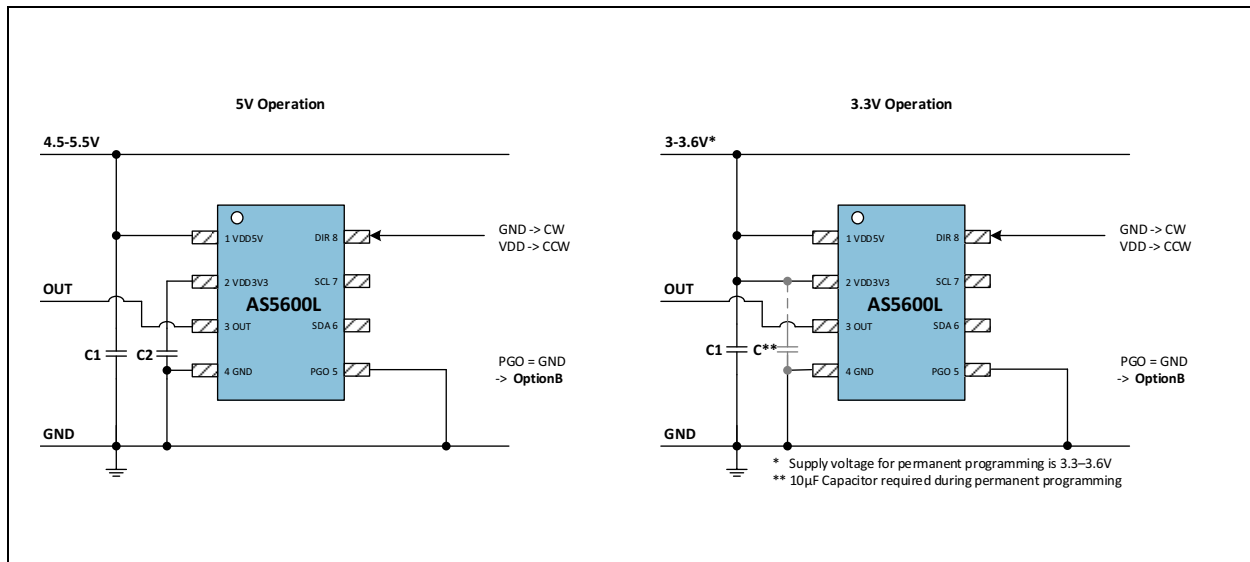 5V Operation
4.5-5.5V
1 VDD5V
DIR 8
GND -> CW
VDD -> CCW
2 VDD3V3
SCL 7
OUT
AS5600L
3 OUT
SDA 6
C1
C2
4 GND
PGO 5
PGO = GND
-> OptionB
GND
3.3V Operation
3-3.6V*
1 VDD5V
DIR 8
GND -> CW
VDD -> CCW
2 VDD3V3
SCL 7
OUT
AS5600L
3 OUT
SDA 6
C1
C**
4 GND
PGO 5
PGO = GND
-> OptionB
GND
* Supply voltage for permanent programming is 3.3–3.6V
** 10µF Capacitor required during permanent programming